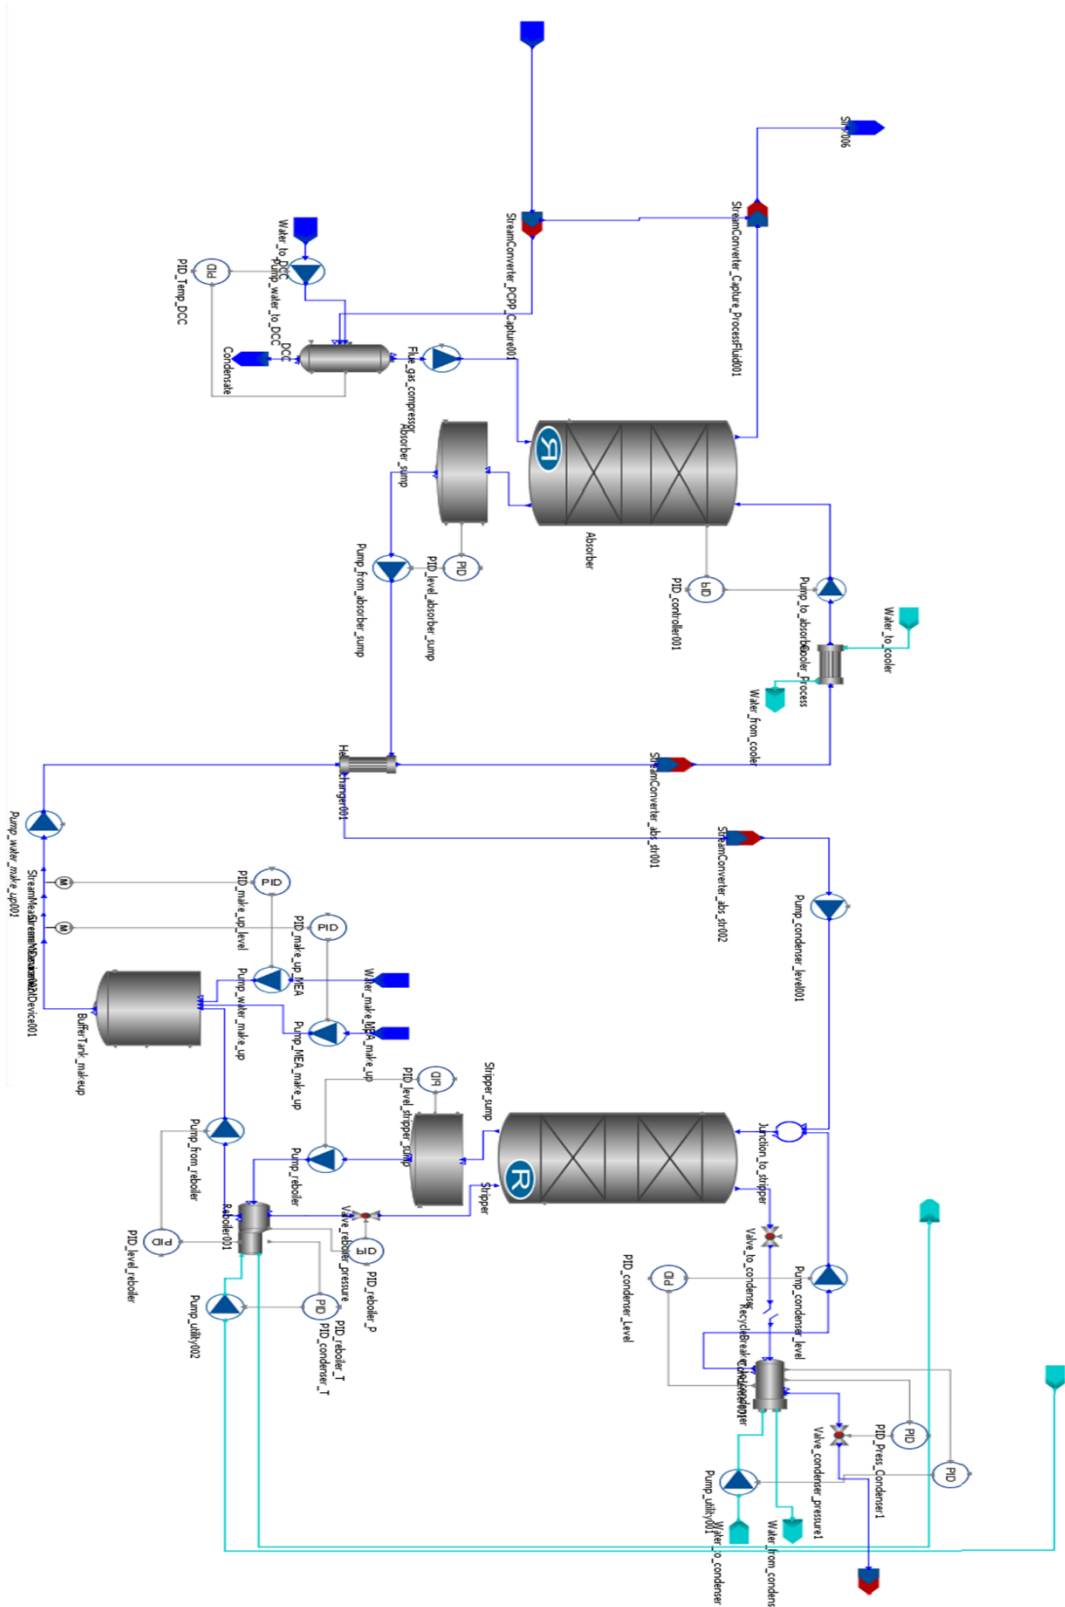 Str006
StreamConverter_Capture_ProcessFluid001
StreamConverter_PCPP_Capture001
Water_to_DCC
Pump_water_to_DCC
PID
PID_Temp_DCC
DCC
Condensate
Flue_gas_compressor
Absorber_sump
R
Absorber
PID
PID_level_absorber_sump
Pump_from_absorber_sump
PID
PID_controller001
Pump_to_absorber
Cooler_Process
Water_to_cooler
Water_from_cooler
StreamConverter_abs_str001
StreamConverter_abs_str002
Pump_water_make_up001
M
M
PID
PID_make_up_level
PID
PID_make_up_MEA
Pump_condenser_level001
Water_make_up
MEA_make_up
Pump_water_make_up
Pump_MEA_make_up
BufferTank_makeup
PID
PID_level_stripper_sump
Stripper_sump
R
Stripper
Junction_to_stripper
Pump_from_reboiler
Pump_reboiler
Reboiler001
PID
PID_level_reboiler
Valve_reboiler_pressure
PID
PID_reboiler_P
Pump_utility002
PID
PID_reboiler_T
PID_condenser_T
Valve_to_condenser
PID
PID_condenser_Level
Pump_condenser_level
PID
PID_Press_Condenser1
PID
Valve_condenser_pressure1
Pump_utility001
Water_to_condenser
Water_from_condens